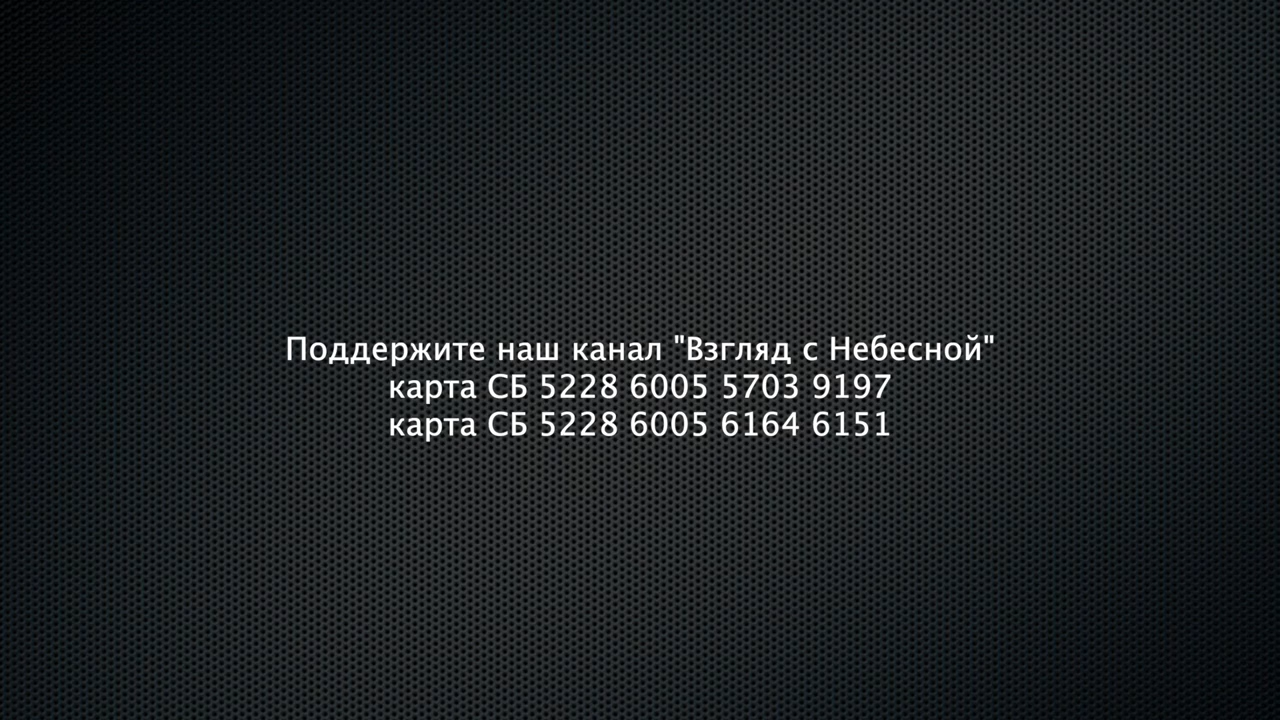 Поддержите наш канал "Взгляд с Небесной"
карта СБ 5228 6005 5703 9197
карта СБ 5228 6005 6164 6151